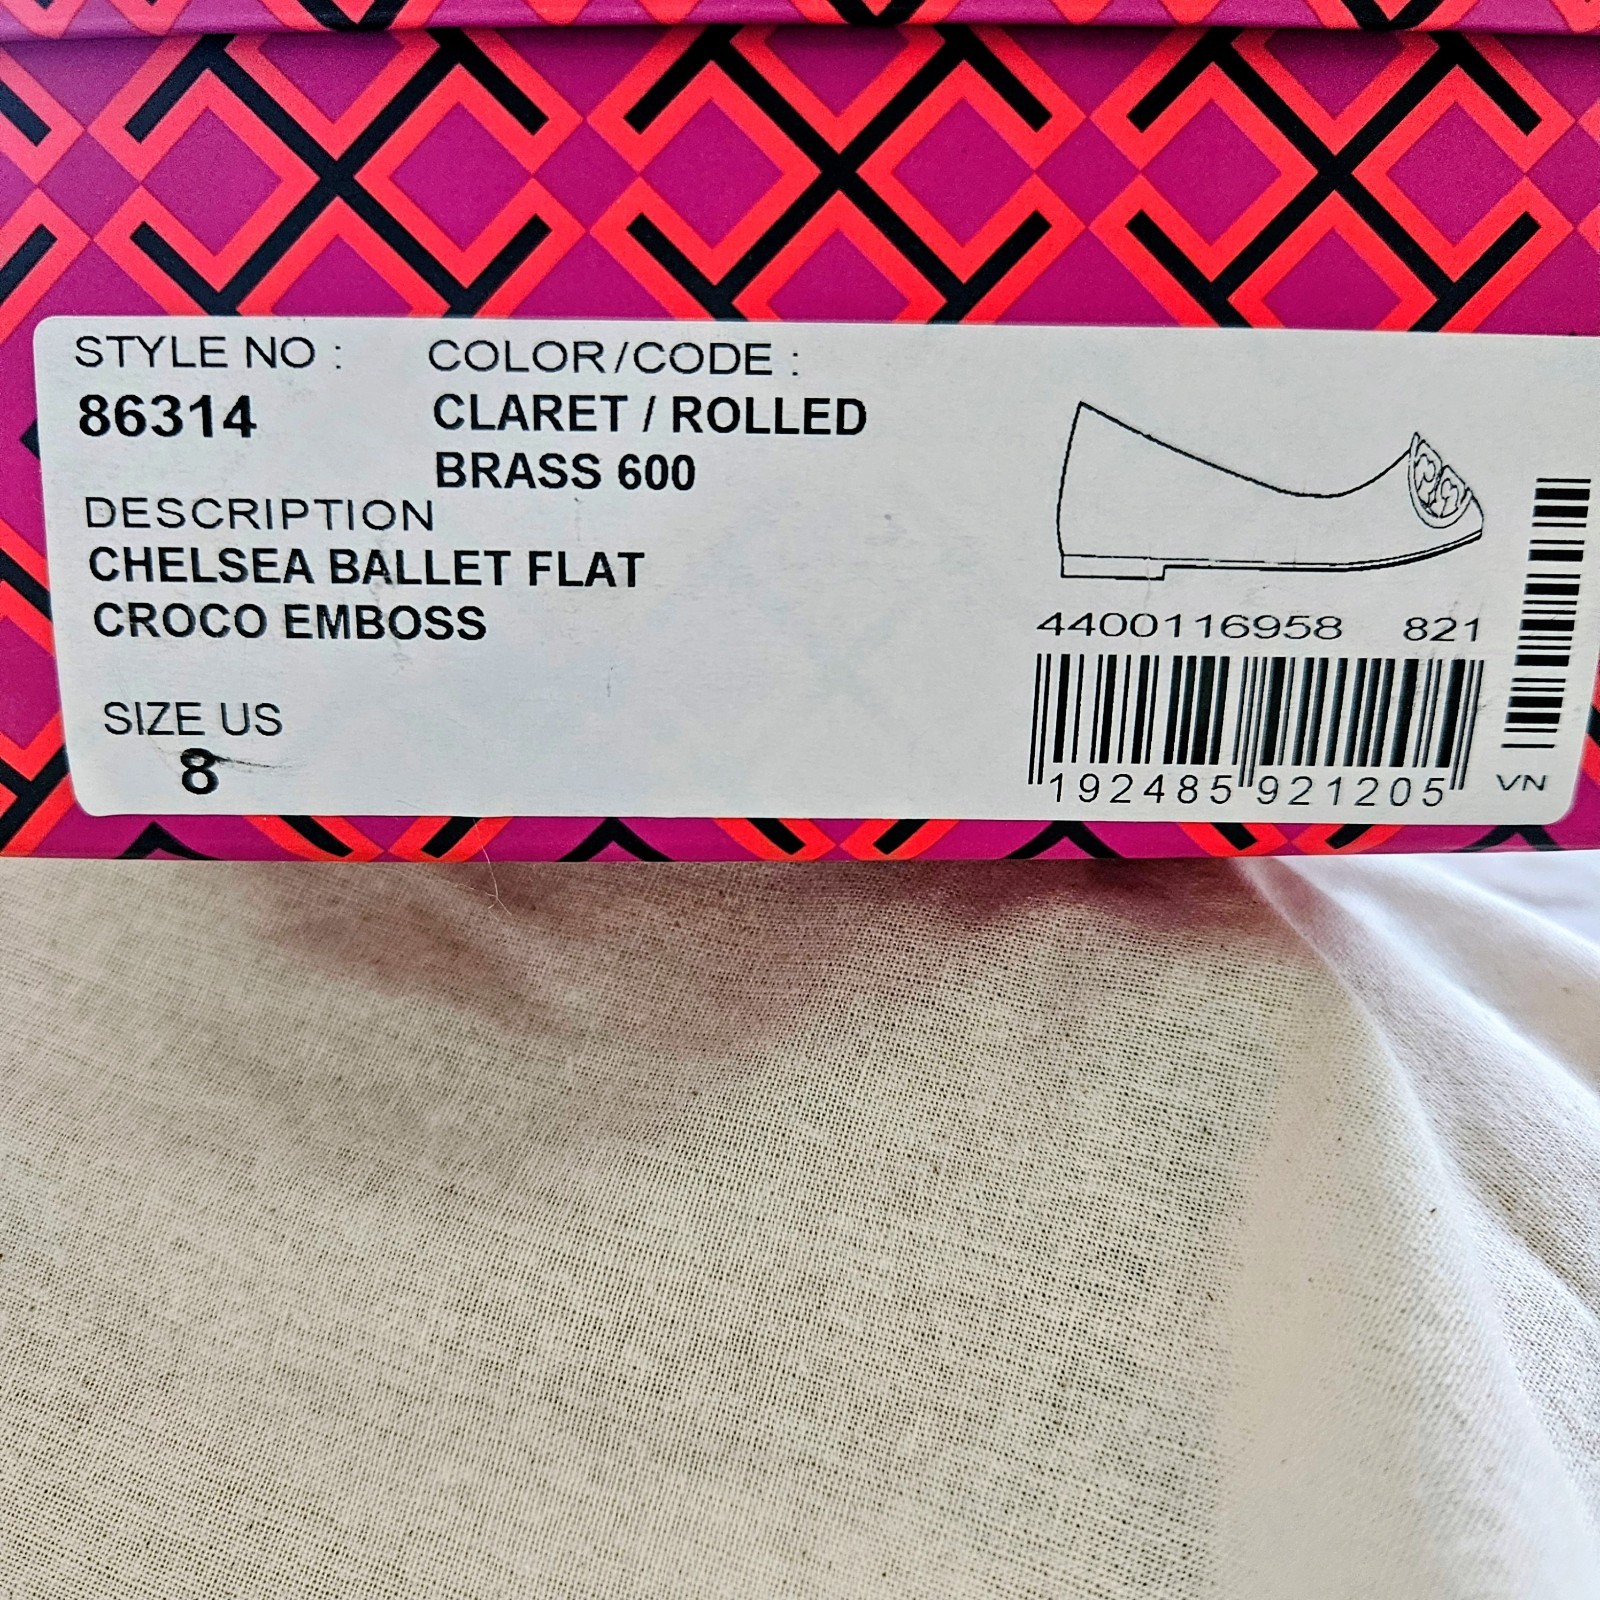 STYLE NO :
86314
COLOR/CODE :
CLARET / ROLLED
BRASS 600
DESCRIPTION
CHELSEA BALLET FLAT
CROCO EMBOSS
SIZE US
8
4400116958 821
192485 921205
VN